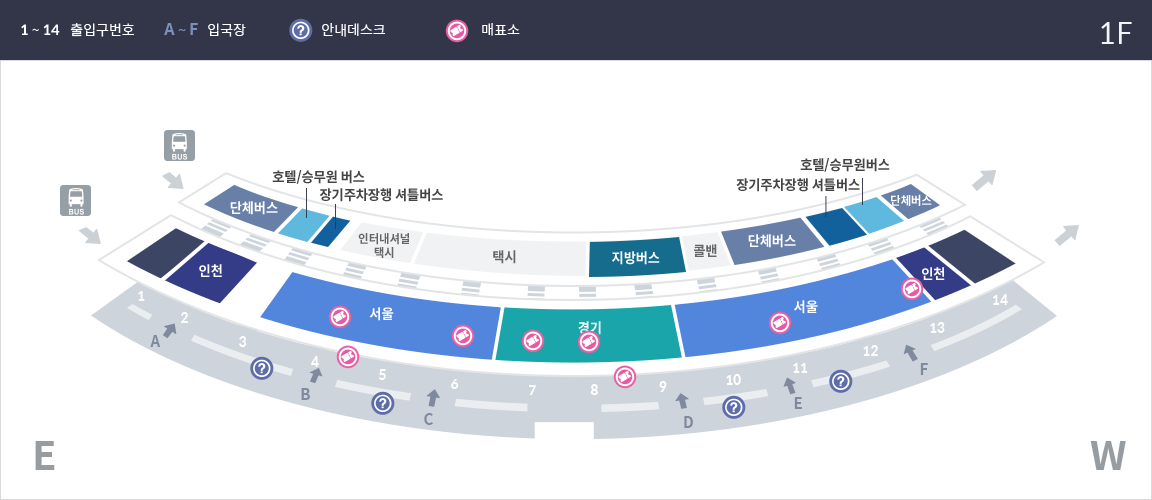 1 ~ 14 출입구번호 A ~ F 입국장 ? 안내데스크 매표소 1F
BUS
BUS
호텔/승무원 버스
장기주차장행 셔틀버스
호텔/승무원버스
장기주차장행 셔틀버스
단체버스
인터내셔널
택시
택시
지방버스
콜밴
단체버스
단체버스
인천
서울
경기
서울
인천
1
2
3
4
5
6
7
8
9
10
11
12
13
14
A
B
C
D
E
F
?
?
?
?
E
W